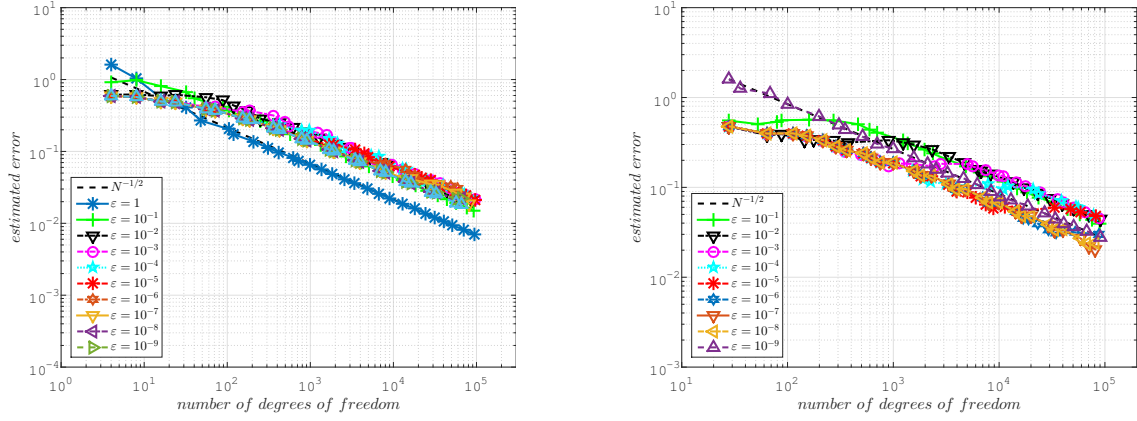 10^2
10^1
10^0
10^-1
10^-2
10^-3
10^-4
estimated error
N^-1/2
ε = 1
ε = 10^-1
ε = 10^-2
ε = 10^-3
ε = 10^-4
ε = 10^-5
ε = 10^-6
ε = 10^-7
ε = 10^-8
ε = 10^-9
10^0 10^1 10^2 10^3 10^4 10^5
number of degrees of freedom
10^1
10^0
10^-1
10^-2
10^-3
estimated error
N^-1/2
ε = 10^-1
ε = 10^-2
ε = 10^-3
ε = 10^-4
ε = 10^-5
ε = 10^-6
ε = 10^-7
ε = 10^-8
ε = 10^-9
10^1 10^2 10^3 10^4 10^5
number of degrees of freedom